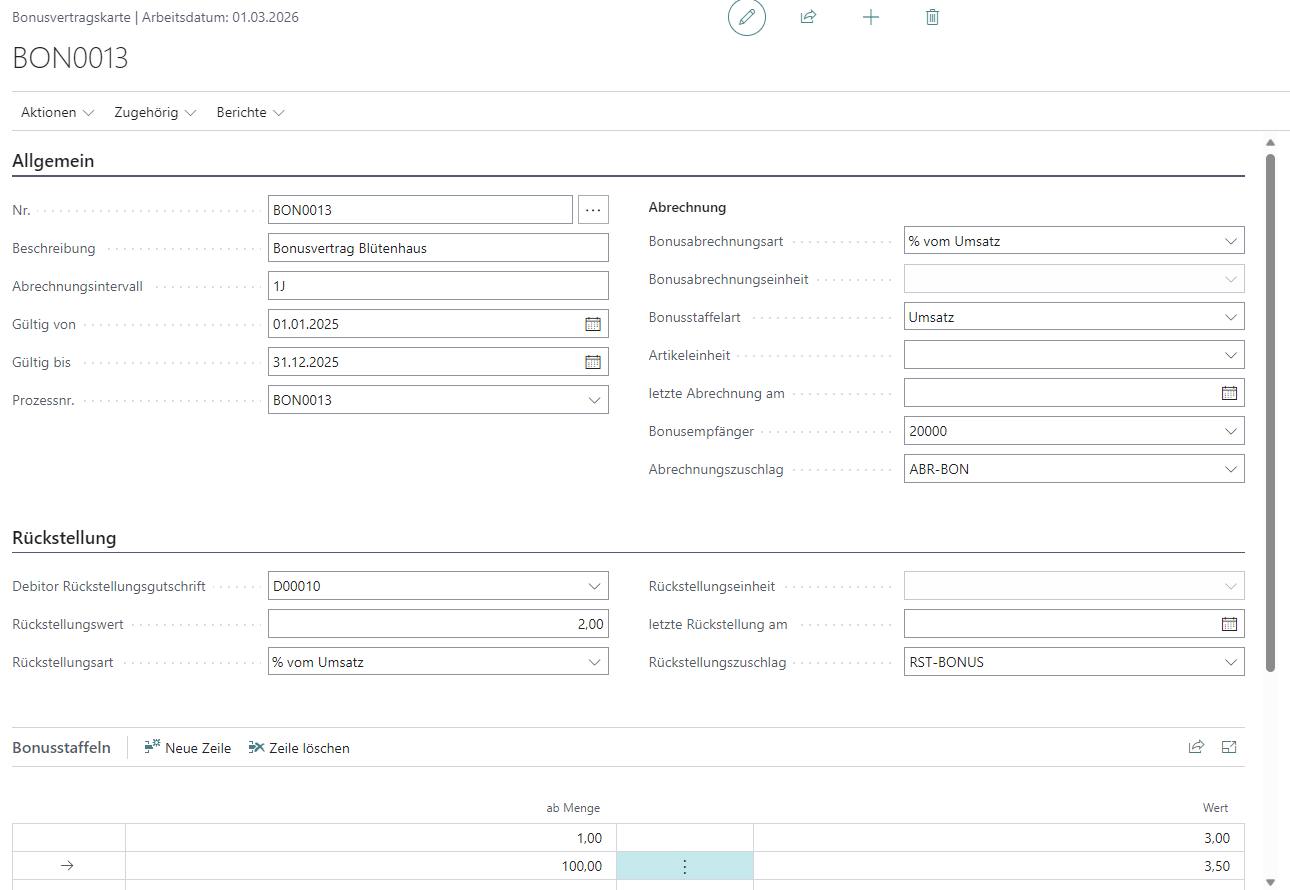 Bonusvertragskarte | Arbeitsdatum: 01.03.2026
BON0013
Aktionen Zugehörig Berichte
Allgemein
Nr. BON0013 ...
Beschreibung Bonusvertrag Blütenhaus
Abrechnungsintervall 1J
Gültig von 01.01.2025
Gültig bis 31.12.2025
Prozessnr. BON0013
Abrechnung
Bonusabrechnungsart % vom Umsatz
Bonusabrechnungseinheit
Bonusstaffelart Umsatz
Artikeleinheit
letzte Abrechnung am
Bonusempfänger 20000
Abrechnungszuschlag ABR-BON
Rückstellung
Debitor Rückstellungsgutschrift D00010
Rückstellungswert 2,00
Rückstellungsart % vom Umsatz
Rückstellungseinheit
letzte Rückstellung am
Rückstellungszuschlag RST-BONUS
Bonusstaffeln Neue Zeile Zeile löschen
ab Menge Wert
1,00 3,00
100,00 3,50